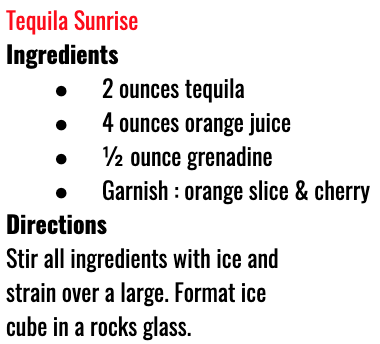 Tequila Sunrise
Ingredients
● 2 ounces tequila
● 4 ounces orange juice
● ½ ounce grenadine
● Garnish : orange slice & cherry
Directions
Stir all ingredients with ice and
strain over a large. Format ice
cube in a rocks glass.